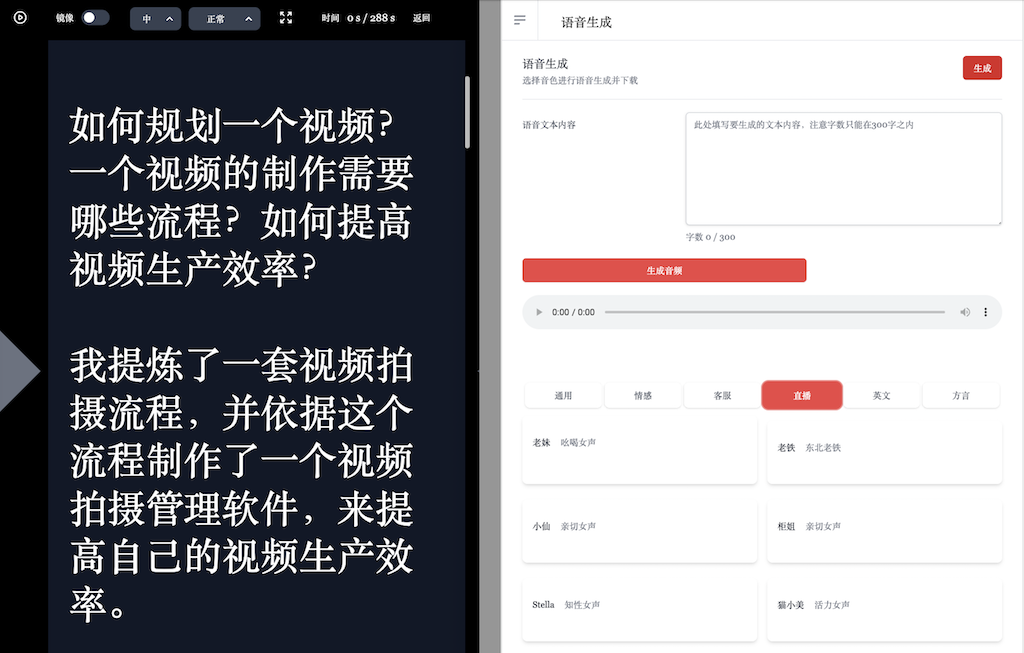 镜像 中 正常 时间 0 s / 288 s 返回
如何规划一个视频？
一个视频的制作需要
哪些流程？如何提高
视频生产效率？
我提炼了一套视频拍
摄流程，并依据这个
流程制作了一个视频
拍摄管理软件，来提
高自己的视频生产效
率。
语音生成
语音生成
选择音色进行语音生成并下载
生成
语音文本内容
此处填写要生成的文本内容，注意字数只能在300字之内
字数 0 / 300
生成音频
0:00 / 0:00
通用 情感 客服 直播 英文 方言
老妹 吆喝女声
老铁 东北老铁
小仙 亲切女声
柜姐 亲切女声
Stella 知性女声
猫小美 活力女声